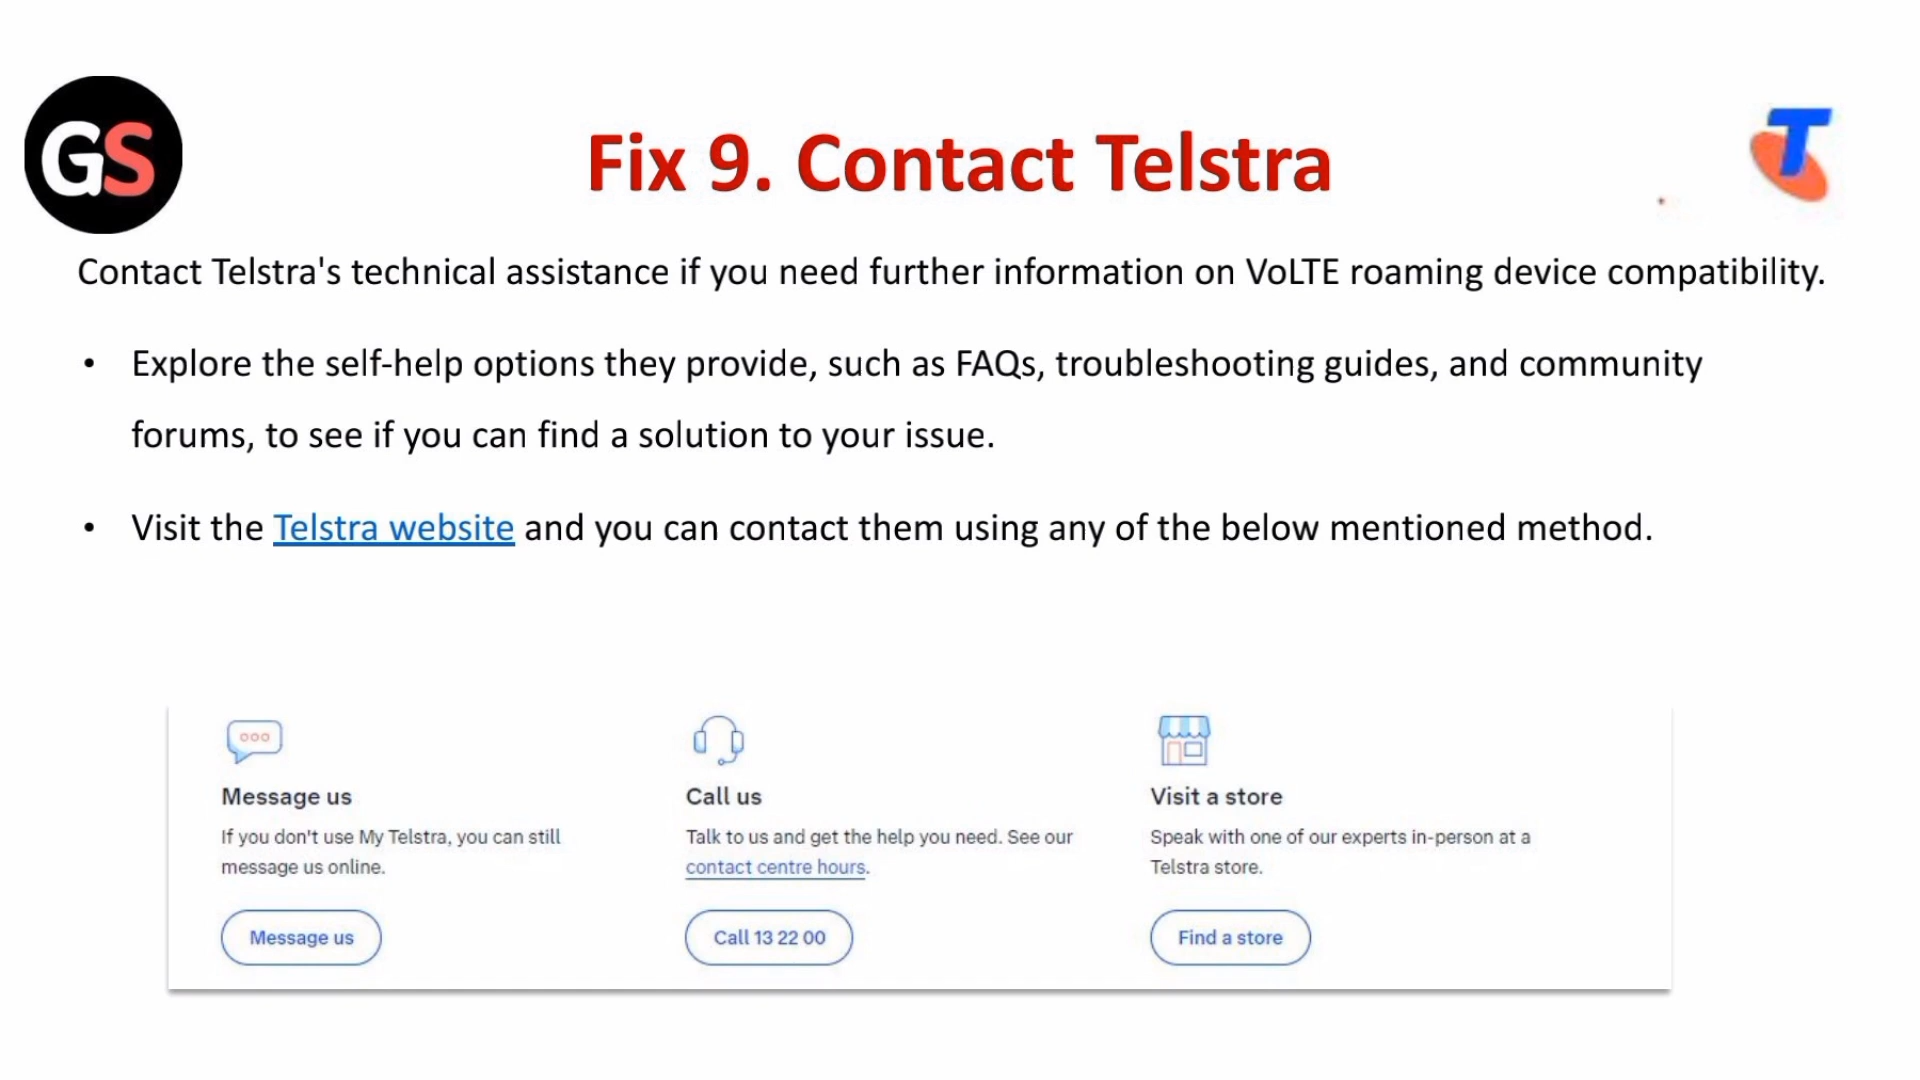 GS
Fix 9. Contact Telstra
T
Contact Telstra's technical assistance if you need further information on VoLTE roaming device compatibility.
• Explore the self-help options they provide, such as FAQs, troubleshooting guides, and community
forums, to see if you can find a solution to your issue.
• Visit the Telstra website and you can contact them using any of the below mentioned method.
Message us
If you don't use My Telstra, you can still
message us online.
Message us
Call us
Talk to us and get the help you need. See our
contact centre hours.
Call 13 22 00
Visit a store
Speak with one of our experts in-person at a
Telstra store.
Find a store